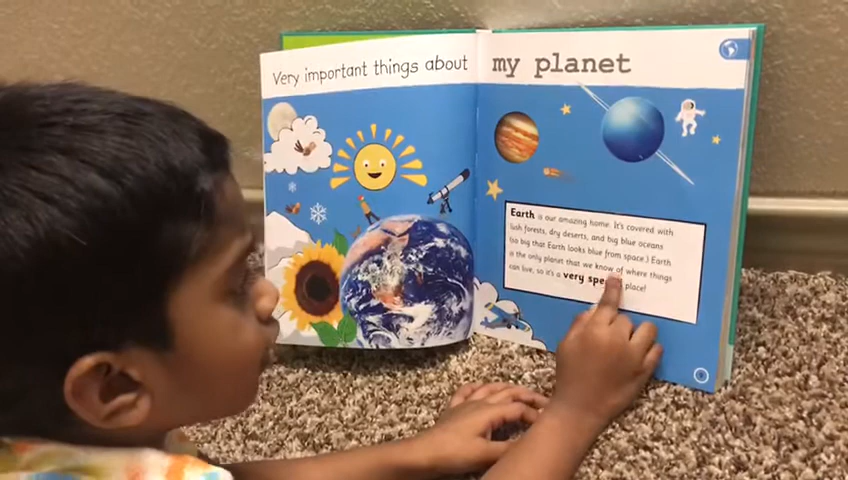 Very important things about
my planet
Earth is our amazing home. It's covered with
lush forests, dry deserts, and big blue oceans
(so big that Earth looks blue from space.) Earth
is the only planet that we know of where things
can live, so it's a very place!